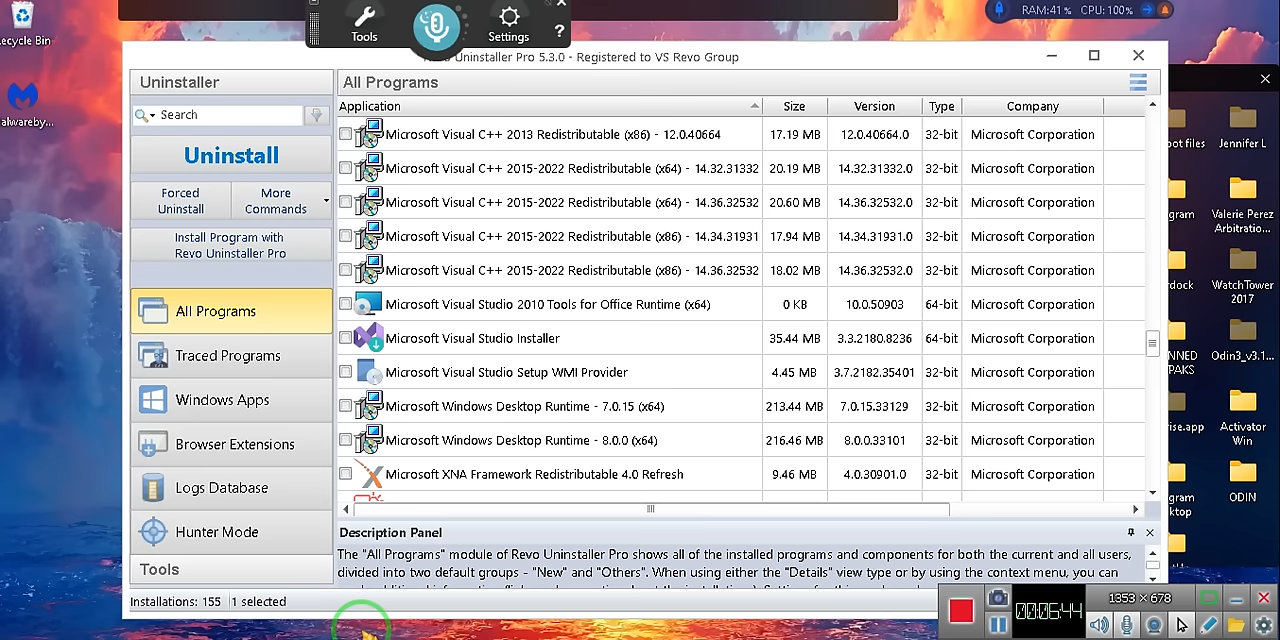 ecycle Bin
alwareby...
Tools
Settings
?
RAM:41% CPU: 100%
Uninstaller Pro 5.3.0 - Registered to VS Revo Group
Uninstaller
Search
Uninstall
Forced
Uninstall
More
Commands
Install Program with
Revo Uninstaller Pro
All Programs
Traced Programs
Windows Apps
Browser Extensions
Logs Database
Hunter Mode
Tools
Installations: 155 1 selected
All Programs
Application Size Version Type Company
Microsoft Visual C++ 2013 Redistributable (x86) - 12.0.40664 17.19 MB 12.0.40664.0 32-bit Microsoft Corporation
Microsoft Visual C++ 2015-2022 Redistributable (x64) - 14.32.31332 20.19 MB 14.32.31332.0 32-bit Microsoft Corporation
Microsoft Visual C++ 2015-2022 Redistributable (x64) - 14.36.32532 20.60 MB 14.36.32532.0 32-bit Microsoft Corporation
Microsoft Visual C++ 2015-2022 Redistributable (x86) - 14.34.31931 17.94 MB 14.34.31931.0 32-bit Microsoft Corporation
Microsoft Visual C++ 2015-2022 Redistributable (x86) - 14.36.32532 18.02 MB 14.36.32532.0 32-bit Microsoft Corporation
Microsoft Visual Studio 2010 Tools for Office Runtime (x64) 0 KB 10.0.50903 64-bit Microsoft Corporation
Microsoft Visual Studio Installer 35.44 MB 3.3.2180.8236 64-bit Microsoft Corporation
Microsoft Visual Studio Setup WMI Provider 4.45 MB 3.7.2182.35401 32-bit Microsoft Corporation
Microsoft Windows Desktop Runtime - 7.0.15 (x64) 213.44 MB 7.0.15.33129 32-bit Microsoft Corporation
Microsoft Windows Desktop Runtime - 8.0.0 (x64) 216.46 MB 8.0.0.33101 32-bit Microsoft Corporation
Microsoft XNA Framework Redistributable 4.0 Refresh 9.46 MB 4.0.30901.0 32-bit Microsoft Corporation
Description Panel
The "All Programs" module of Revo Uninstaller Pro shows all of the installed programs and components for both the current and all users,
divided into two default groups - "New" and "Others". When using either the "Details" view type or by using the context menu, you can
oot files Jennifer L
gram Valerie Perez
Arbitratio...
dock WatchTower
2017
NNED Odin3_v3.1...
PAKS
rise.app Activator
Win
gram ODIN
ktop
1353 × 678
00:06:44